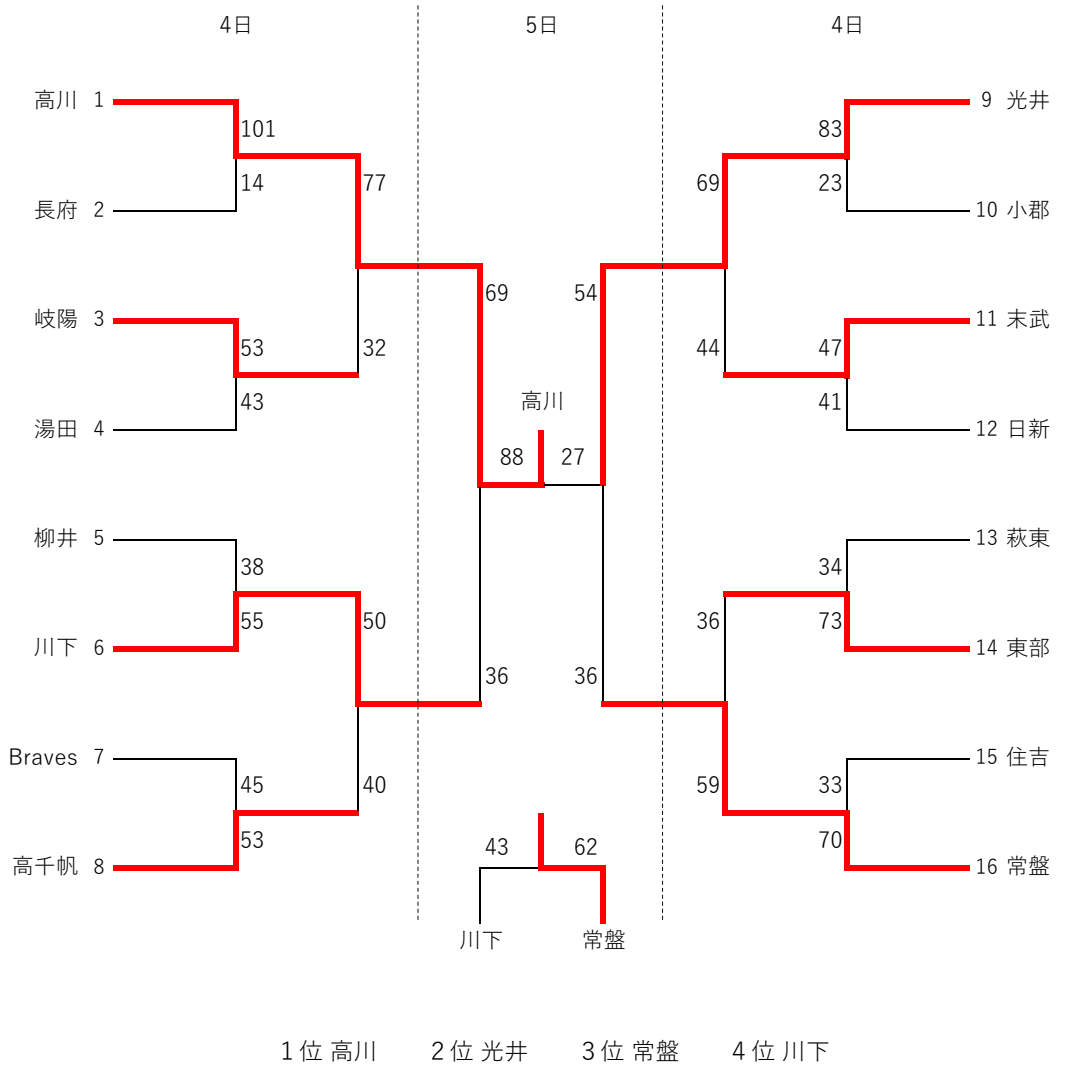 4日 5日 4日
高川 1 9 光井
101 83
14 77 69 23
長府 2 10 小郡
69 54
岐陽 3 11 末武
53 32 44 47
43 高川 41
湯田 4 12 日新
88 27
柳井 5 13 萩東
38 34
55 50 36 73
川下 6 14 東部
36 36
Braves 7 15 住吉
45 40 59 33
53 43 62 70
高千帆 8 16 常盤
川下 常盤
1位 高川 2位 光井 3位 常盤 4位 川下